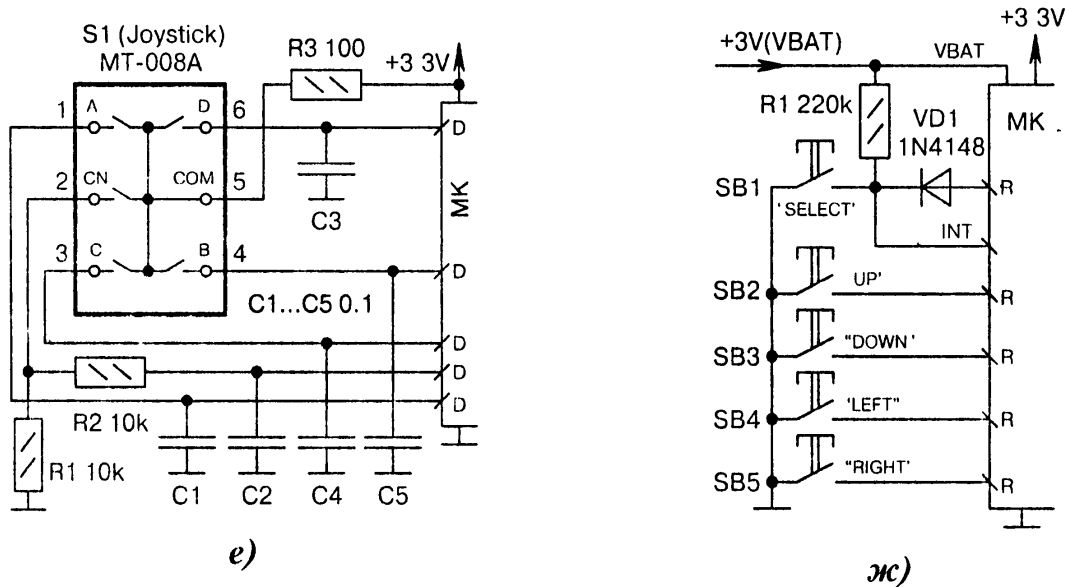 S1 (Joystick)
MT-008A
R3 100
+3 3V
1
A
D
6
D
2
CN
COM
5
C3
MK
3
C
B
4
D
C1...C5 0.1
D
D
R2 10k
D
R1 10k
C1
C2
C4
C5
е)
+3 3V
+3V(VBAT)
VBAT
R1 220k
VD1
1N4148
MK
SB1
'SELECT'
R
INT
SB2
UP'
R
SB3
"DOWN'
R
SB4
'LEFT"
R
SB5
"RIGHT'
R
ж)